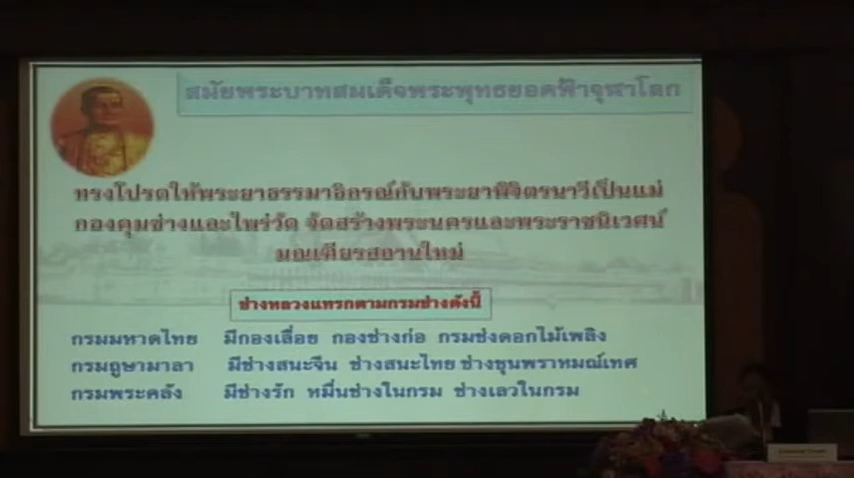 สมัยพระบาทสมเด็จพระพุทธยอดฟ้าจุฬาโลก
ทรงโปรดให้พระยาธรรมาธิกรณ์กับพระยาพิจิตรนาวีเป็นแม่
กองคุมช่างและไพร่วัด จัดสร้างพระนครและพระราชนิเวศน์
มณเฑียรสถานใหม่
ช่างหลวงแทรกตามกรมช่างดังนี้
กรมมหาดไทย มีกองเลื่อย กองช่างก่อ กรมช่งดอกไม้เพลิง
กรมภูษามาลา มีช่างสนะจีน ช่างสนะไทย ช่างชุนพราหมณ์เทศ
กรมพระคลัง มีช่างรัก หมื่นช่างในกรม ช่างเลวในกรม